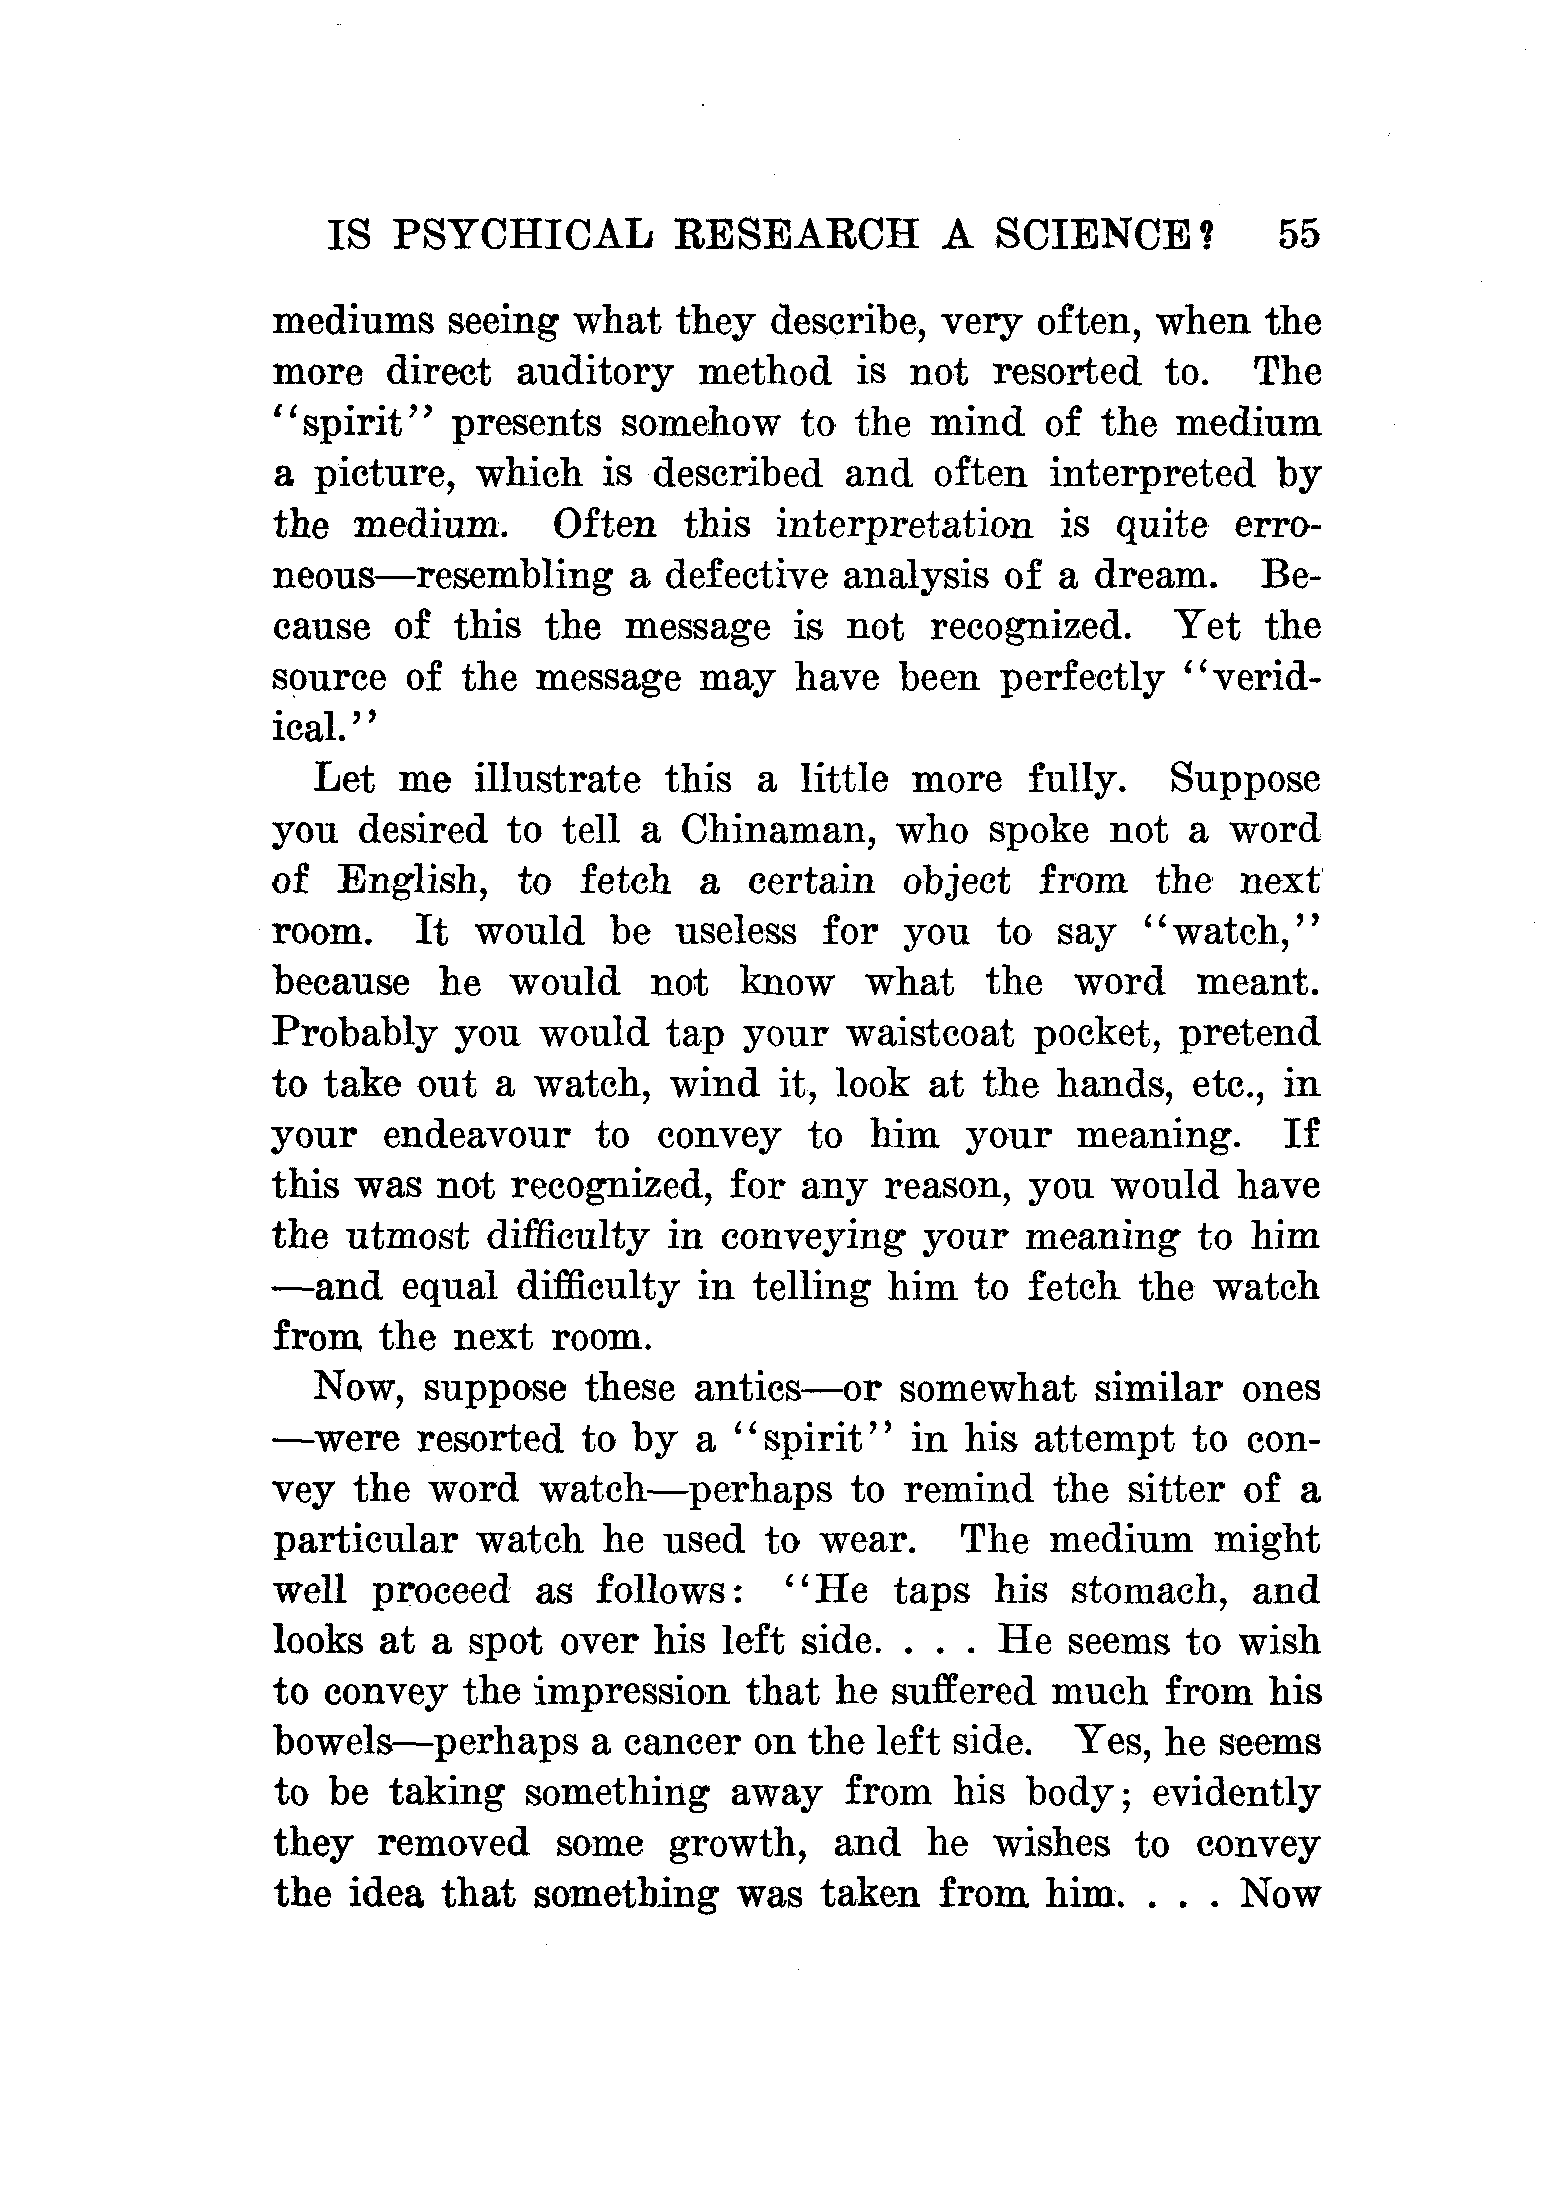 IS PSYCHICAL RESEARCH A SCIENCE? 55
mediums seeing what they describe, very often, when the
more direct auditory method is not resorted to. The
“spirit” presents somehow to the mind of the medium
a picture, which is described and often interpreted by
the medium. Often this interpretation is quite erro-
neous—resembling a defective analysis of a dream. Be-
cause of this the message is not recognized. Yet the
source of the message may have been perfectly “verid-
ical.”
Let me illustrate this a little more fully. Suppose
you desired to tell a Chinaman, who spoke not a word
of English, to fetch a certain object from the next
room. It would be useless for you to say “watch,”
because he would not know what the word meant.
Probably you would tap your waistcoat pocket, pretend
to take out a watch, wind it, look at the hands, etc., in
your endeavour to convey to him your meaning. If
this was not recognized, for any reason, you would have
the utmost difficulty in conveying your meaning to him
—and equal difficulty in telling him to fetch the watch
from the next room.
Now, suppose these antics—or somewhat similar ones
—were resorted to by a “spirit” in his attempt to con-
vey the word watch—perhaps to remind the sitter of a
particular watch he used to wear. The medium might
well proceed as follows: “He taps his stomach, and
looks at a spot over his left side. . . . He seems to wish
to convey the impression that he suffered much from his
bowels—perhaps a cancer on the left side. Yes, he seems
to be taking something away from his body; evidently
they removed some growth, and he wishes to convey
the idea that something was taken from him. . . . Now